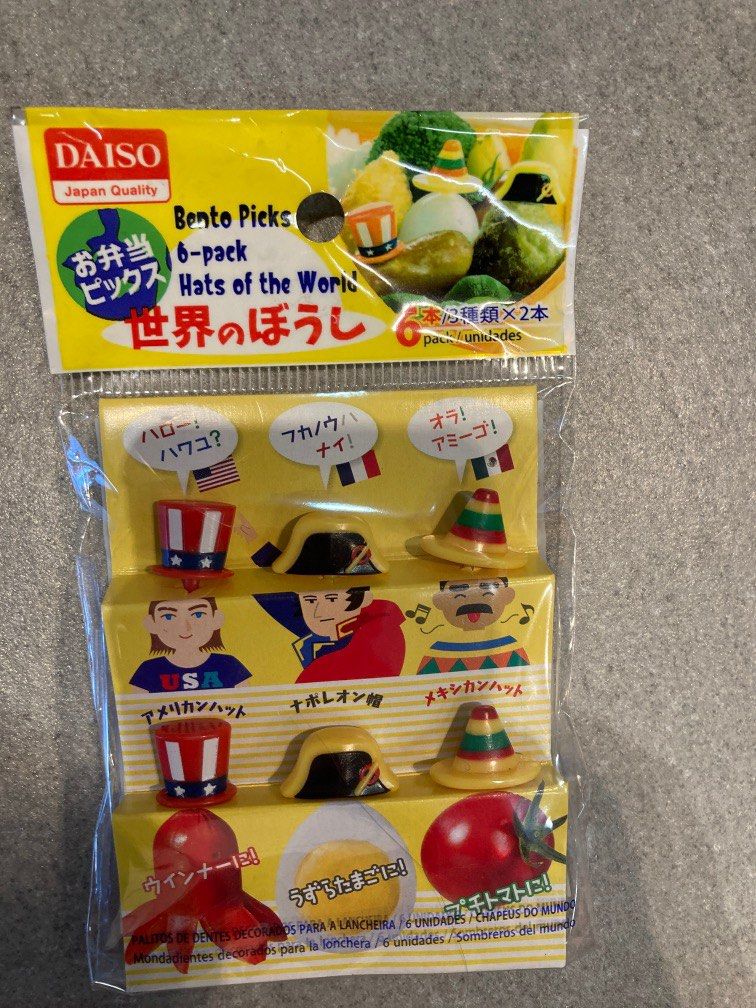 DAISO
Japan Quality
お弁当
ピックス
Bento Picks
6-pack
Hats of the World
世界のぼうし
6本/3種類×2本
pack/unidades
ハロー!
ハワユ?
フカノウハ
ナイ!
オラ!
アミーゴ!
USA
アメリカンハット
ナポレオン帽
メキシカンハット
ウインナーに!
うずらたまごに!
プチトマトに!
PALITOS DE DENTES DECORADOS PARA A LANCHEIRA / 6 UNIDADES / CHAPÉUS DO MUNDO
Mondadientes decorados para la lonchera / 6 unidades / Sombreros del mundo